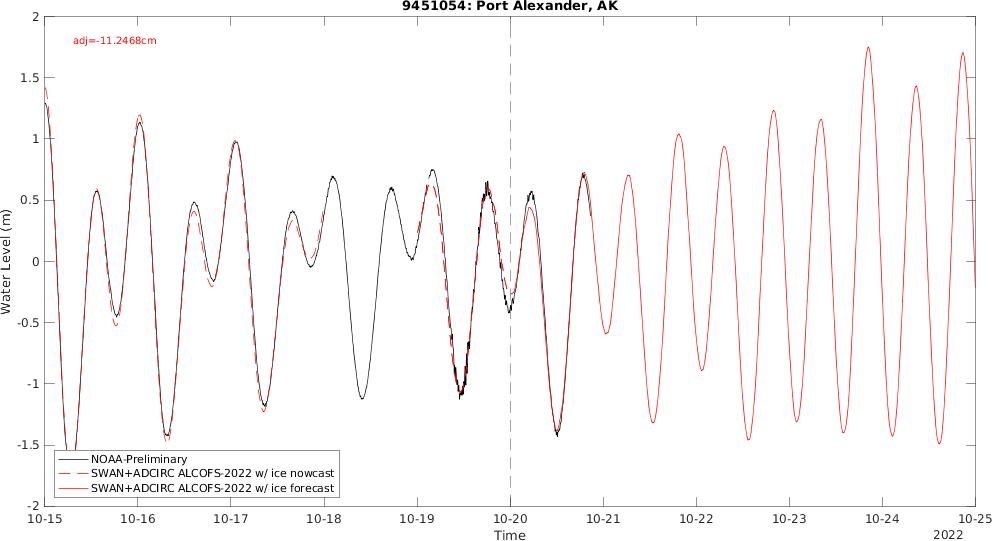 9451054: Port Alexander, AK
adj=-11.2468cm
2
1.5
1
0.5
0
-0.5
-1
-1.5
-2
Water Level (m)
NOAA-Preliminary
SWAN+ADCIRC ALCOFS-2022 w/ ice nowcast
SWAN+ADCIRC ALCOFS-2022 w/ ice forecast
10-15 10-16 10-17 10-18 10-19 10-20 10-21 10-22 10-23 10-24 10-25
Time
2022